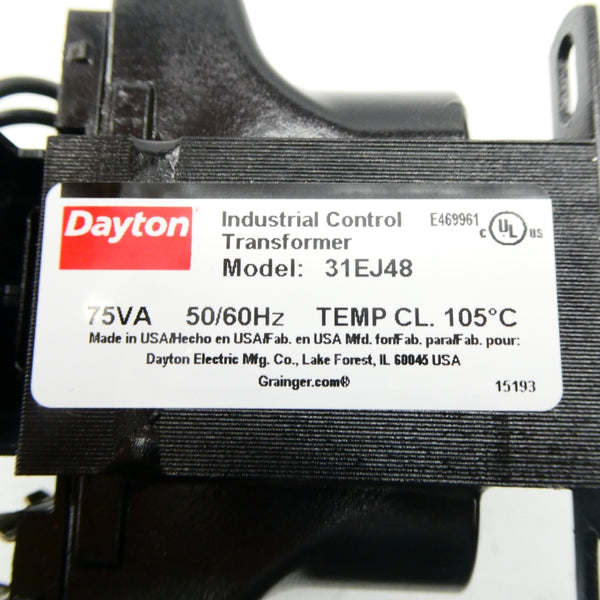 Dayton
Industrial Control
Transformer
Model: 31EJ48
E469961
c UL us
75VA 50/60Hz TEMP CL. 105°C
Made in USA/Hecho en USA/Fab. en USA Mfd. for/Fab. para/Fab. pour:
Dayton Electric Mfg. Co., Lake Forest, IL 60045 USA
Grainger.com®
15193